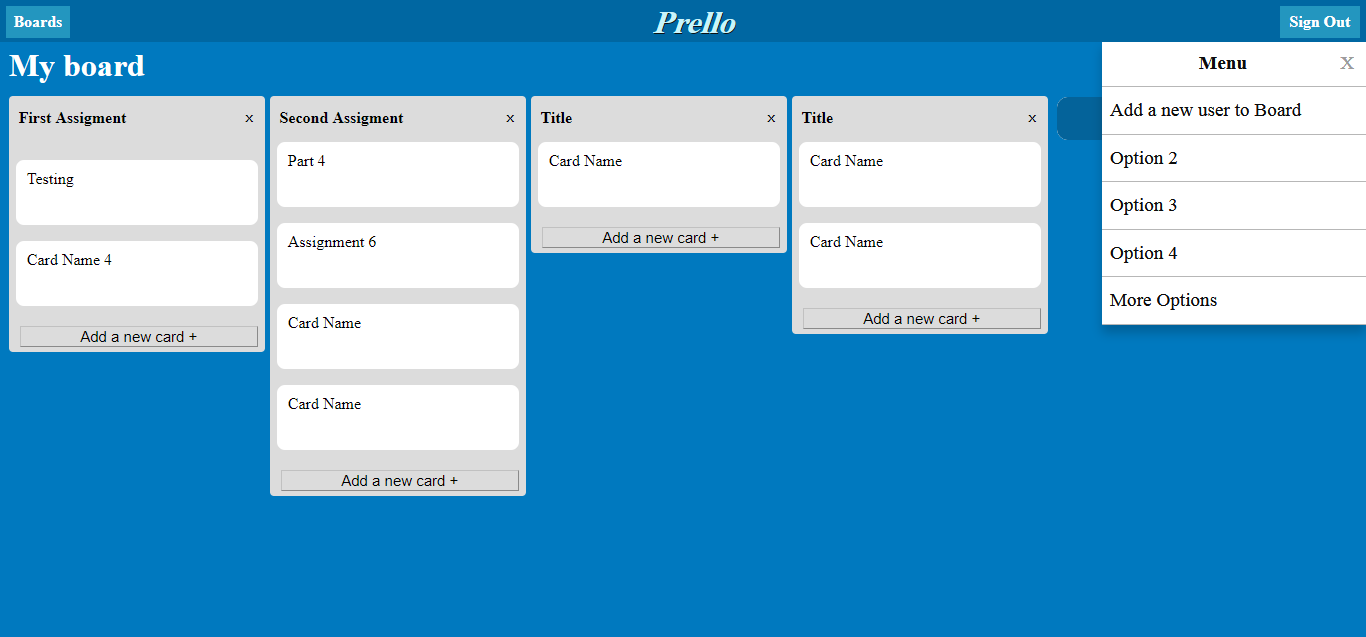 Boards
Prello
Sign Out
My board
First Assigment x
Testing
Card Name 4
Add a new card +
Second Assigment x
Part 4
Assignment 6
Card Name
Card Name
Add a new card +
Title x
Card Name
Add a new card +
Title x
Card Name
Card Name
Add a new card +
Menu X
Add a new user to Board
Option 2
Option 3
Option 4
More Options